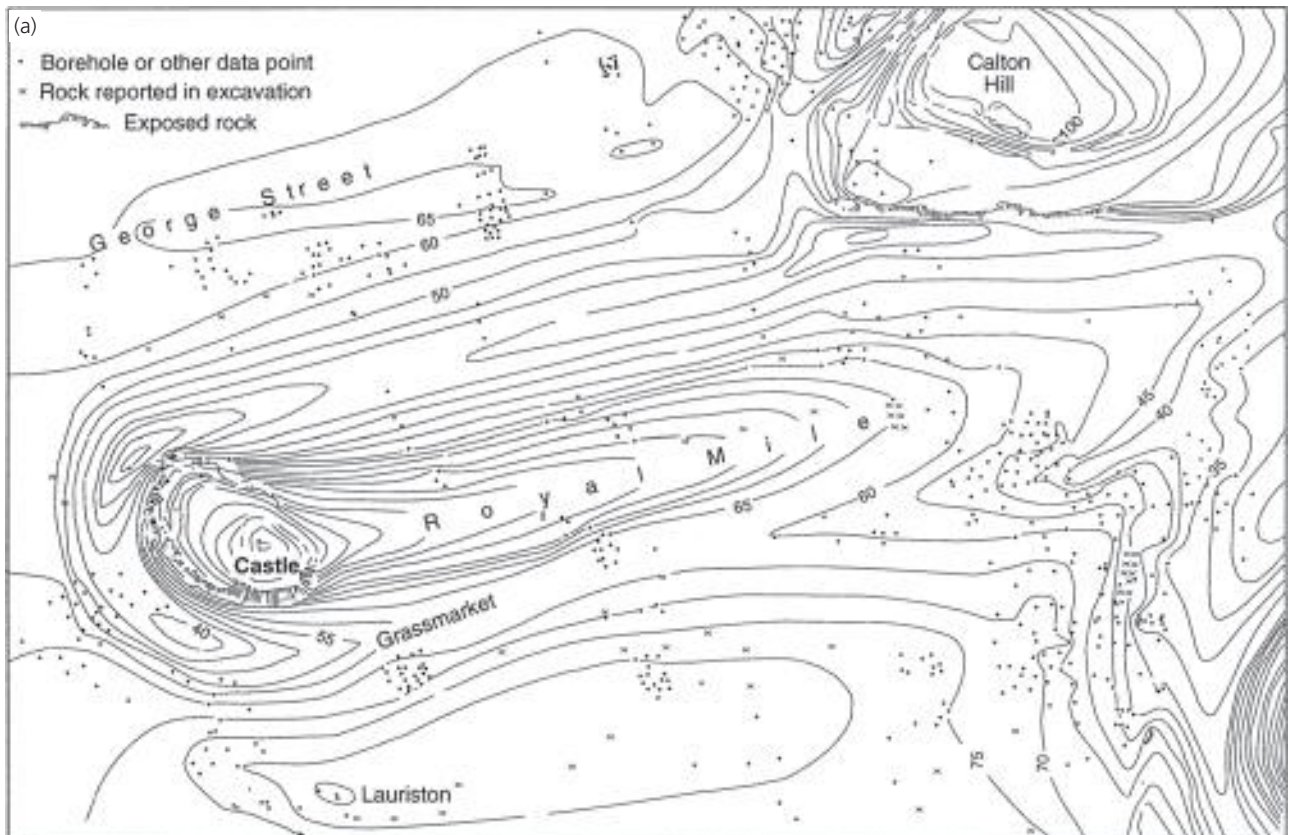 (a)
Borehole or other data point
Rock reported in excavation
Exposed rock
Calton
Hill
100
George Street
65
60
50
45
40
35
Royal Mile
65
60
Castle
40
55
Grassmarket
75
70
Lauriston